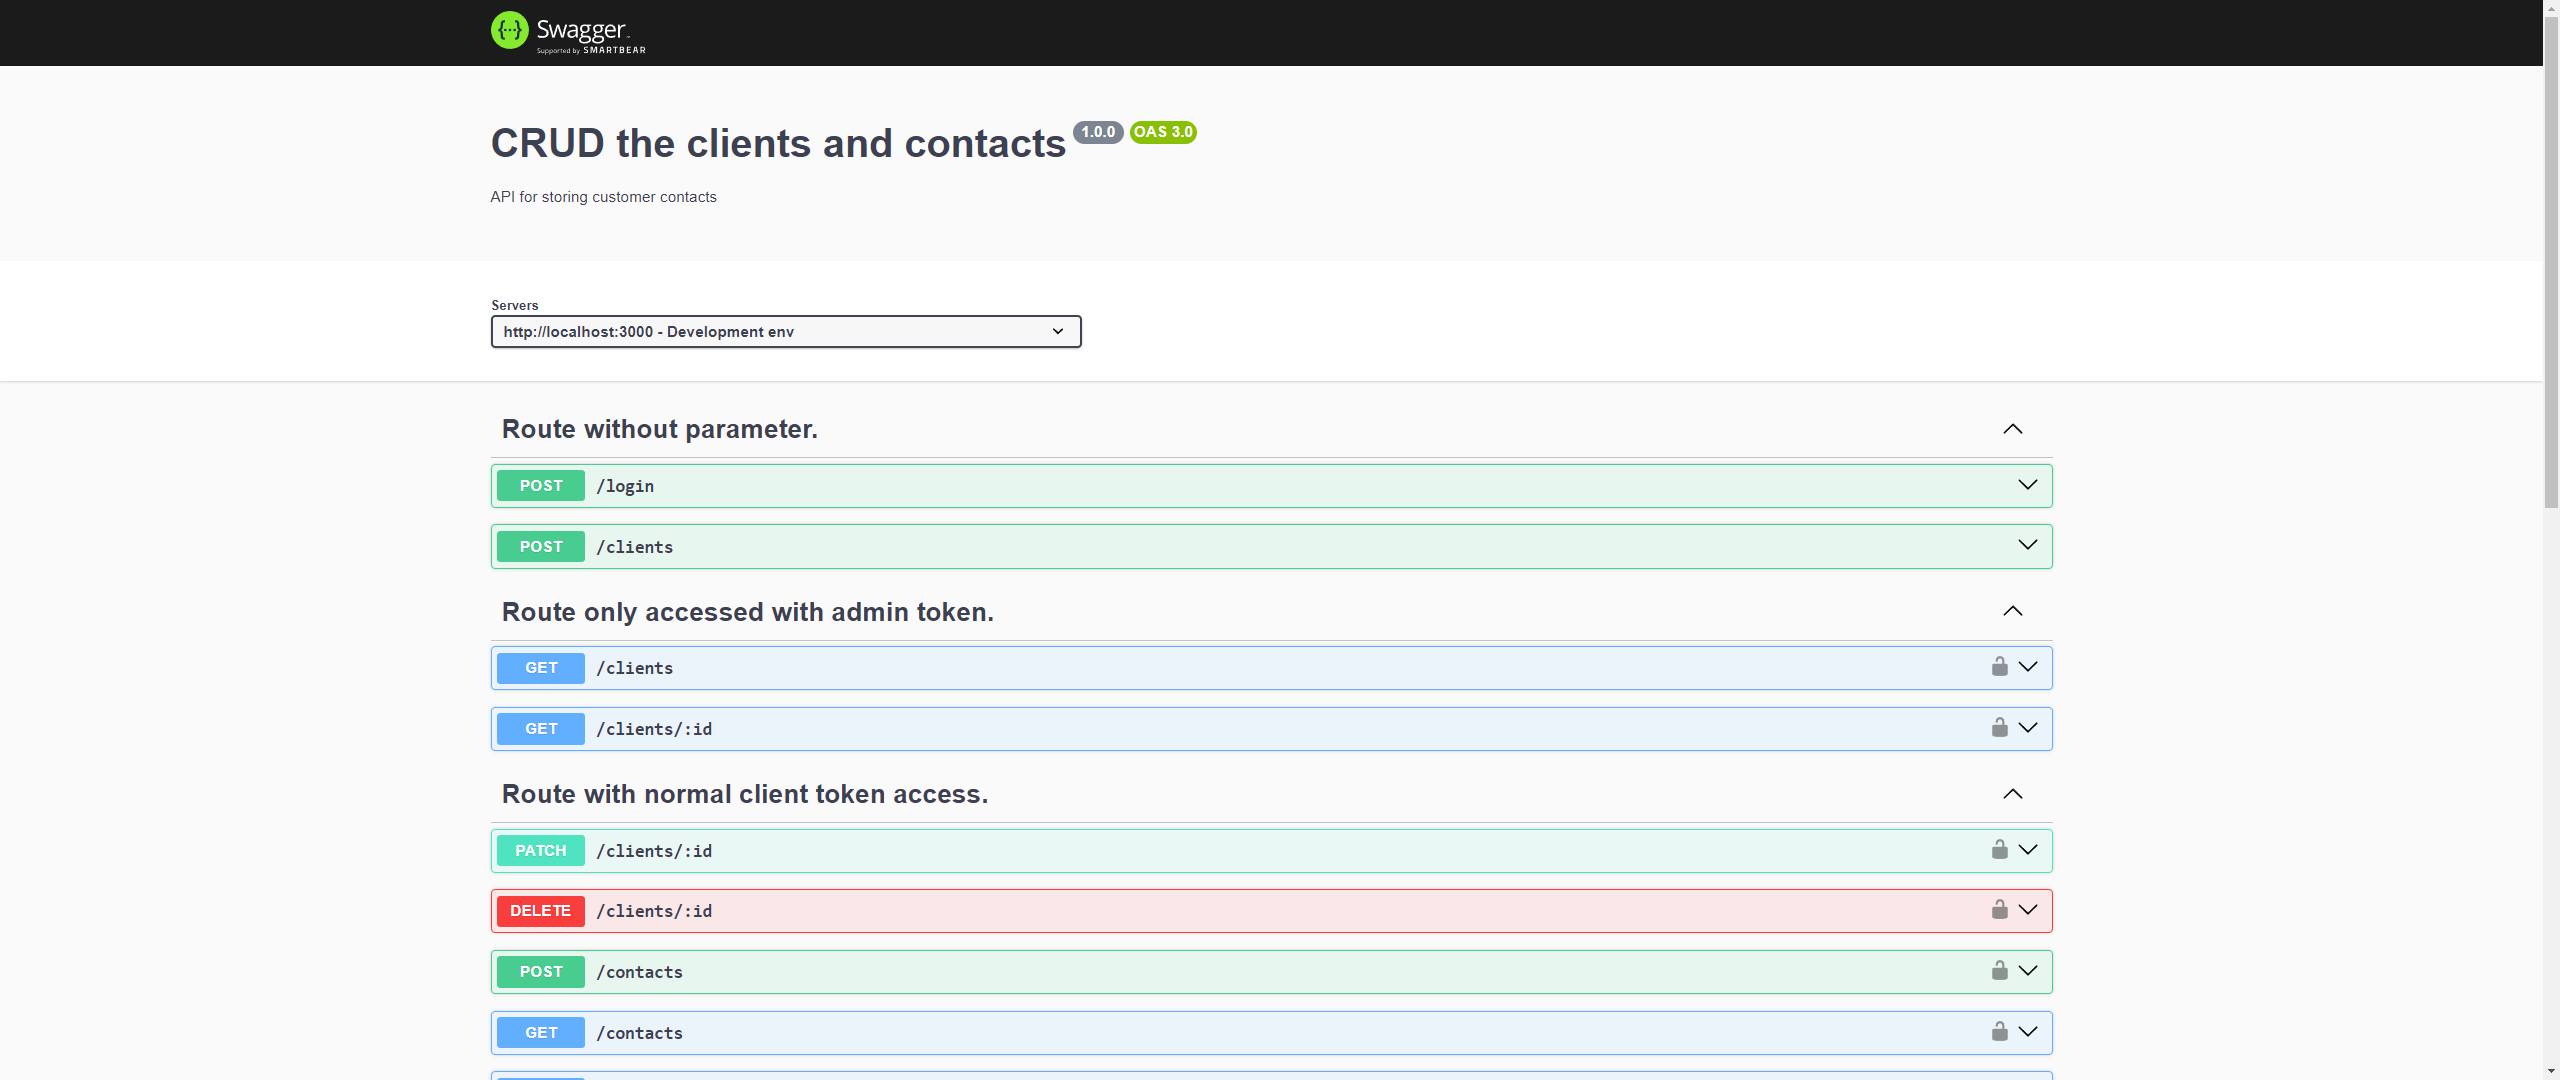 Swagger
Supported by SMARTBEAR
CRUD the clients and contacts 1.0.0 OAS 3.0
API for storing customer contacts
Servers
http://localhost:3000 - Development env
Route without parameter.
POST /login
POST /clients
Route only accessed with admin token.
GET /clients
GET /clients/:id
Route with normal client token access.
PATCH /clients/:id
DELETE /clients/:id
POST /contacts
GET /contacts